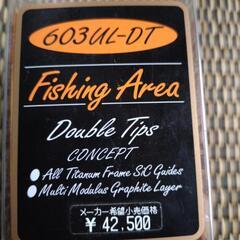 603UL-DT
Fishing Area
Double Tips
CONCEPT
● All Titanum Frame SiC Guides
● Multi Modulus Graphite Layer
メーカー希望小売価格
¥ 42,500